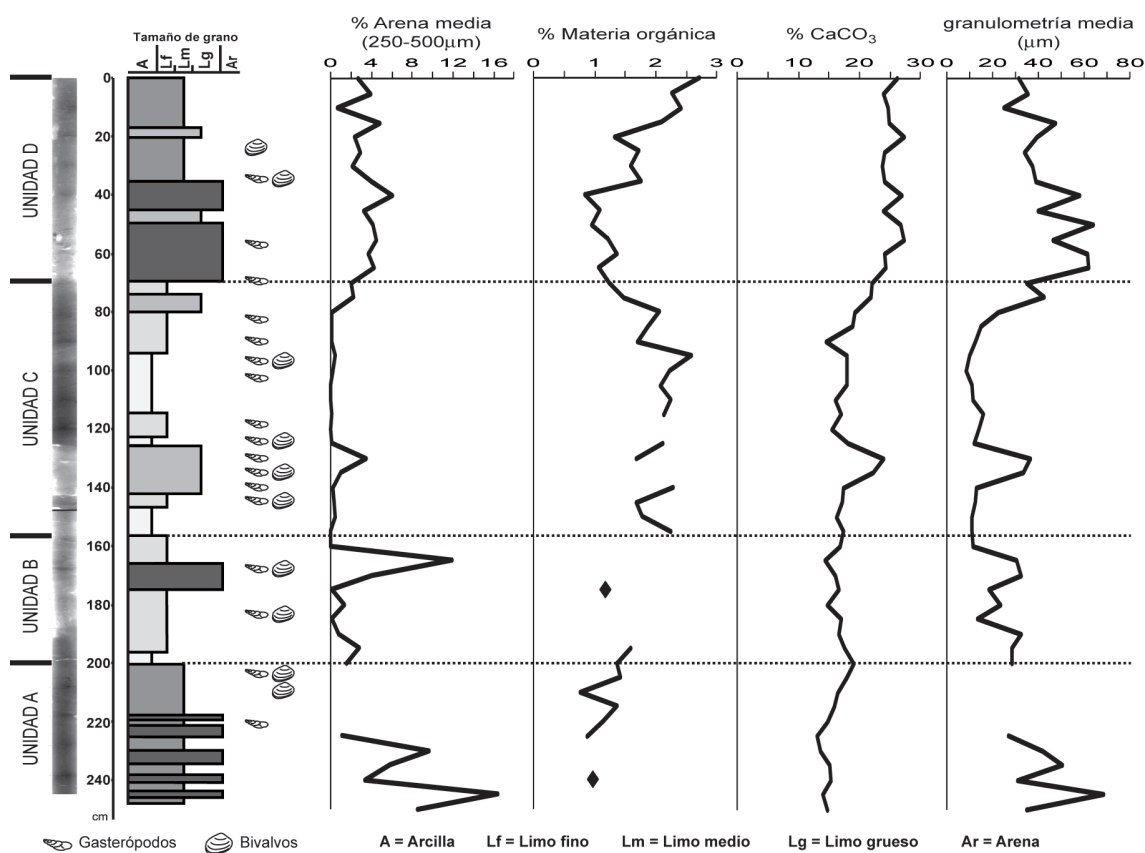 % Arena media
(250-500µm)
% Materia orgánica
% CaCO3
granulometría media
(µm)
Tamaño de grano
A Lf Lm Lg Ar
0 4 8 12 16
0 1 2 3
0 10 20 30
0 20 40 60 80
0
20
40
60
80
100
120
140
160
180
200
220
240
cm
UNIDAD D
UNIDAD C
UNIDAD B
UNIDAD A
Gasterópodos Bivalvos A = Arcilla Lf = Limo fino Lm = Limo medio Lg = Limo grueso Ar = Arena